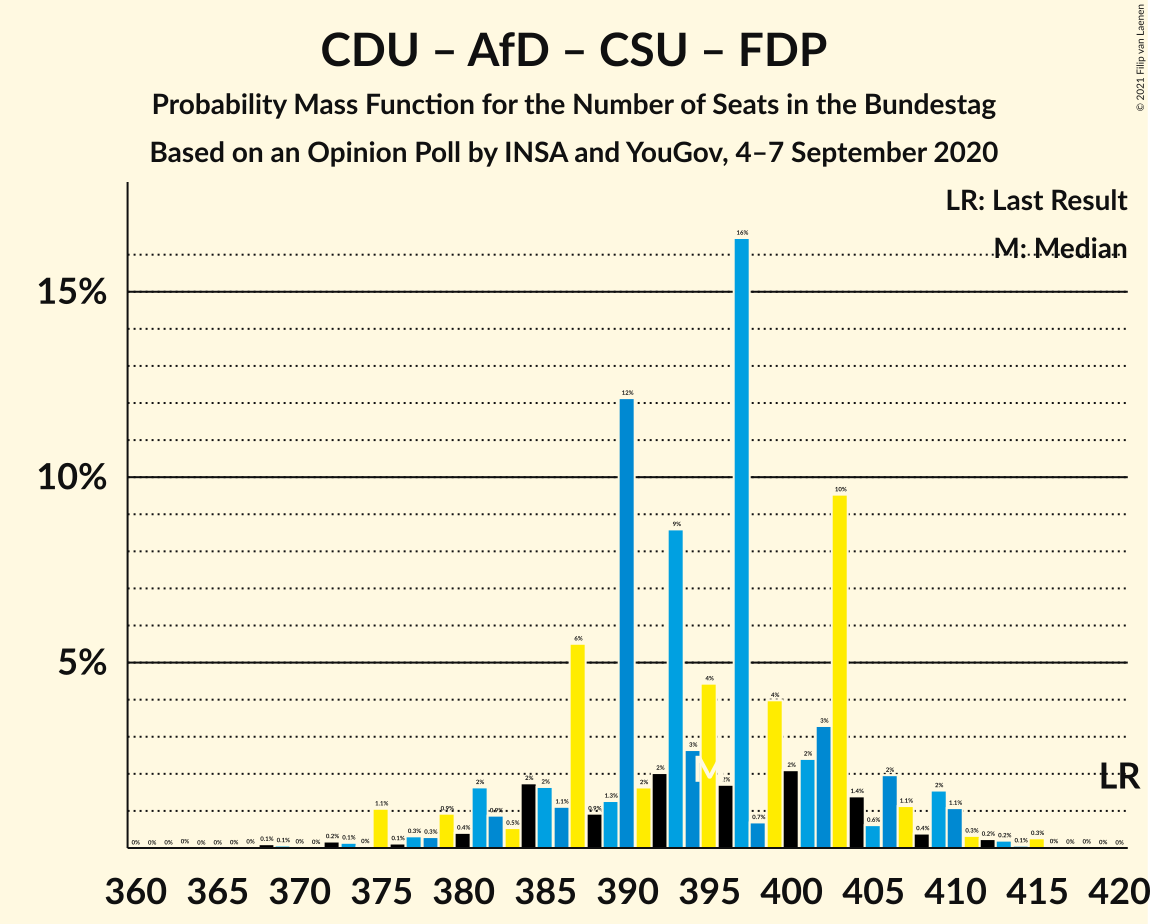 CDU – AfD – CSU – FDP
Probability Mass Function for the Number of Seats in the Bundestag
Based on an Opinion Poll by INSA and YouGov, 4–7 September 2020
© 2021 Filip van Laenen
LR: Last Result
M: Median
15%
10%
5%
0% 0% 0% 0% 0% 0% 0% 0% 0.1% 0.1% 0% 0% 0.2% 0.1% 0% 1.1% 0.1% 0.3% 0.3% 0.9% 0.4% 2% 0.9% 0.5% 2% 2% 1.1% 6% 0.9% 1.3% 12% 2% 2% 9% 3% 4% 2% 16% 0.7% 4% 2% 2% 3% 10% 1.4% 0.6% 2% 1.1% 0.4% 2% 1.1% 0.3% 0.2% 0.2% 0.1% 0.3% 0% 0% 0% 0% 0%
M
LR
360 365 370 375 380 385 390 395 400 405 410 415 420